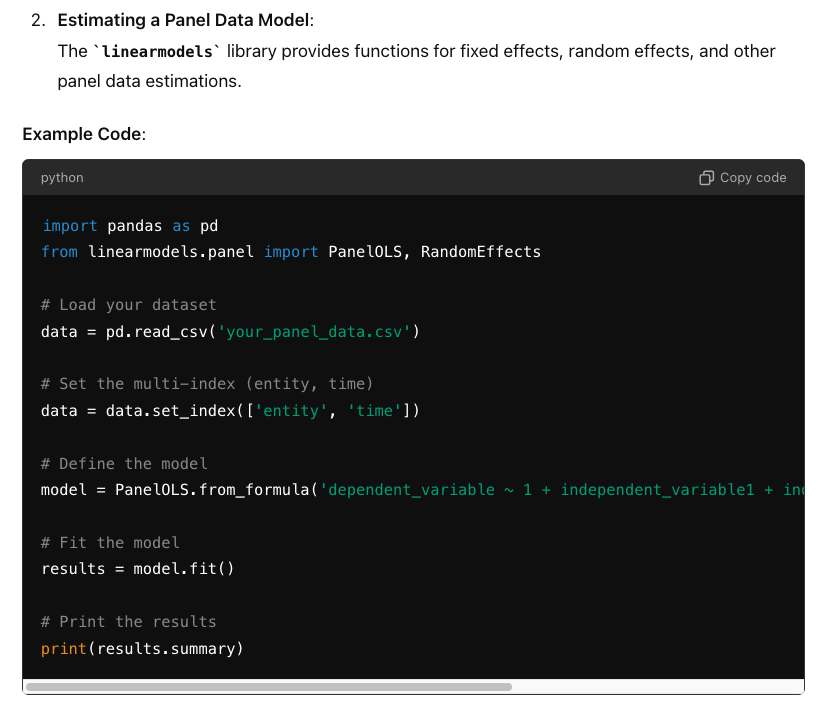 2. Estimating a Panel Data Model:
The `linearmodels` library provides functions for fixed effects, random effects, and other
panel data estimations.
Example Code:
python
Copy code
import pandas as pd
from linearmodels.panel import PanelOLS, RandomEffects
# Load your dataset
data = pd.read_csv('your_panel_data.csv')
# Set the multi-index (entity, time)
data = data.set_index(['entity', 'time'])
# Define the model
model = PanelOLS.from_formula('dependent_variable ~ 1 + independent_variable1 +
# Fit the model
results = model.fit()
# Print the results
print(results.summary)